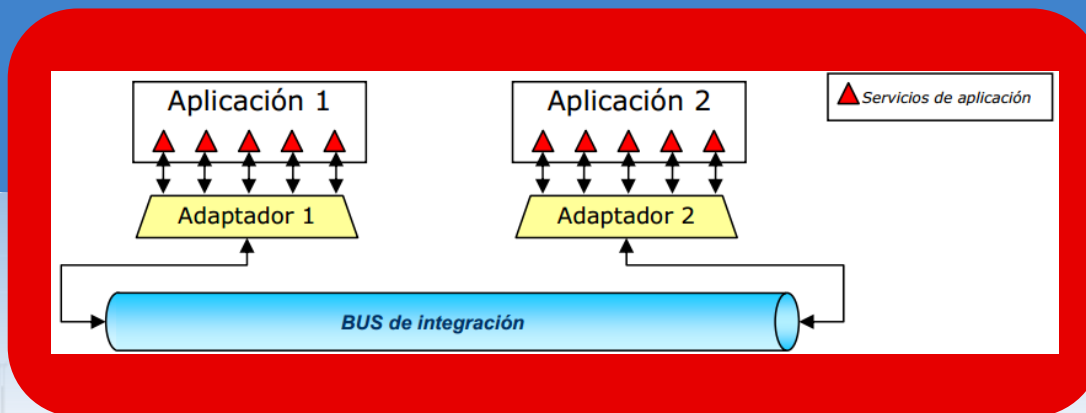 Aplicación 1
Aplicación 2
Servicios de aplicación
Adaptador 1
Adaptador 2
BUS de integración